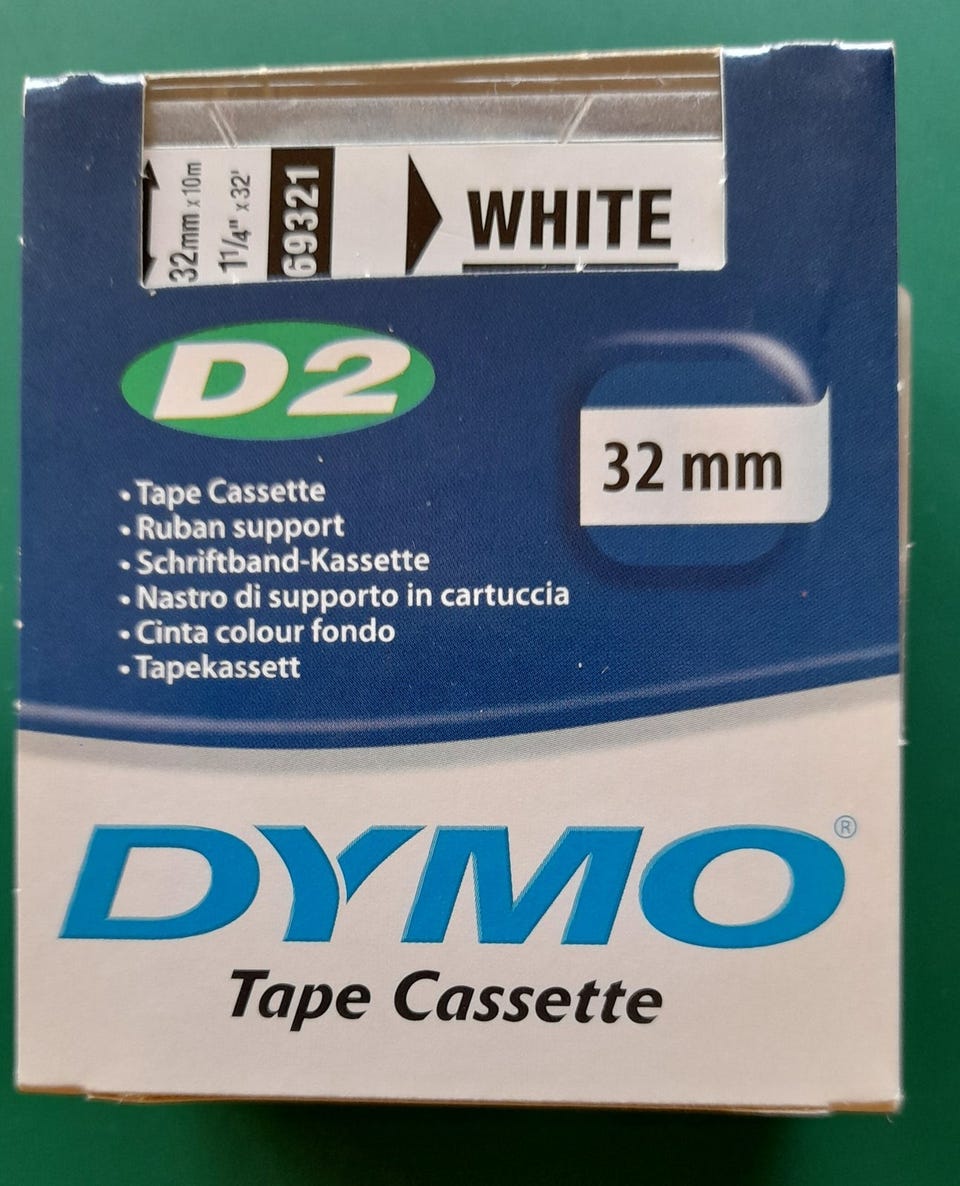 32mm x 10m
1 1/4" x 32'
69321
WHITE
D2
32 mm
• Tape Cassette
• Ruban support
• Schriftband-Kassette
• Nastro di supporto in cartuccia
• Cinta colour fondo
• Tapekassett
DYMO®
Tape Cassette